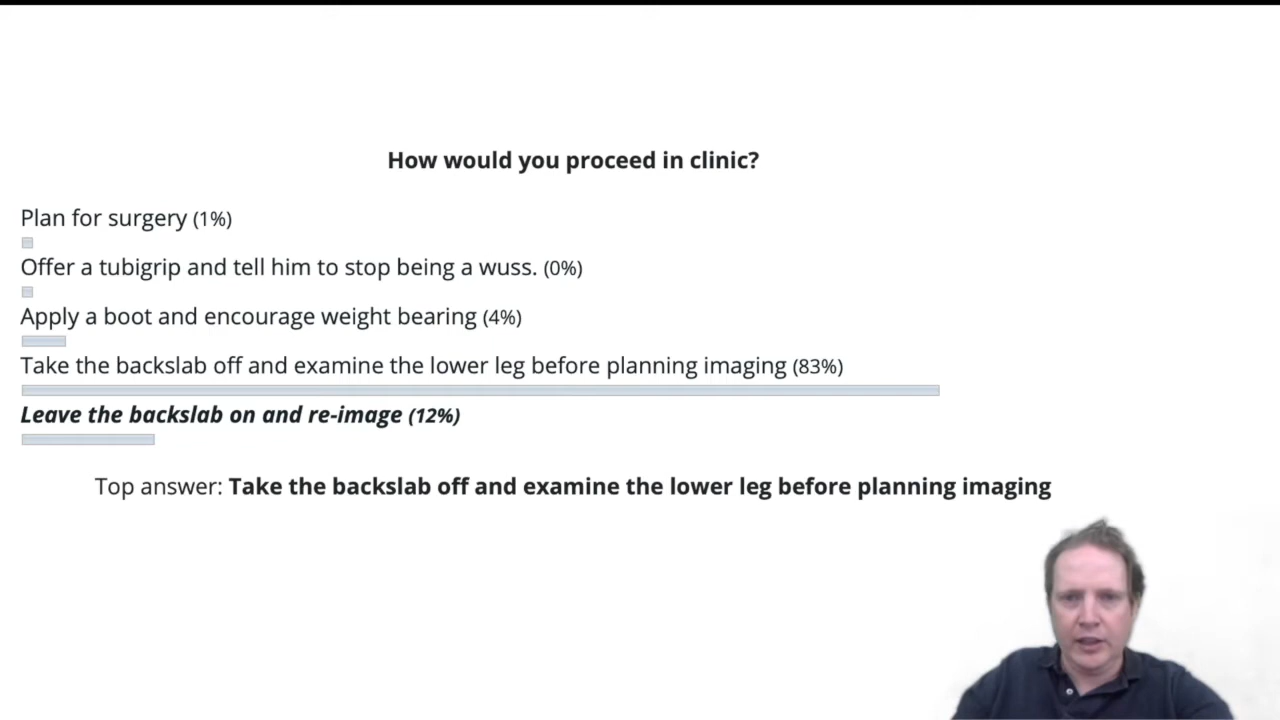 How would you proceed in clinic?
Plan for surgery (1%)
Offer a tubigrip and tell him to stop being a wuss. (0%)
Apply a boot and encourage weight bearing (4%)
Take the backslab off and examine the lower leg before planning imaging (83%)
Leave the backslab on and re-image (12%)
Top answer: Take the backslab off and examine the lower leg before planning imaging